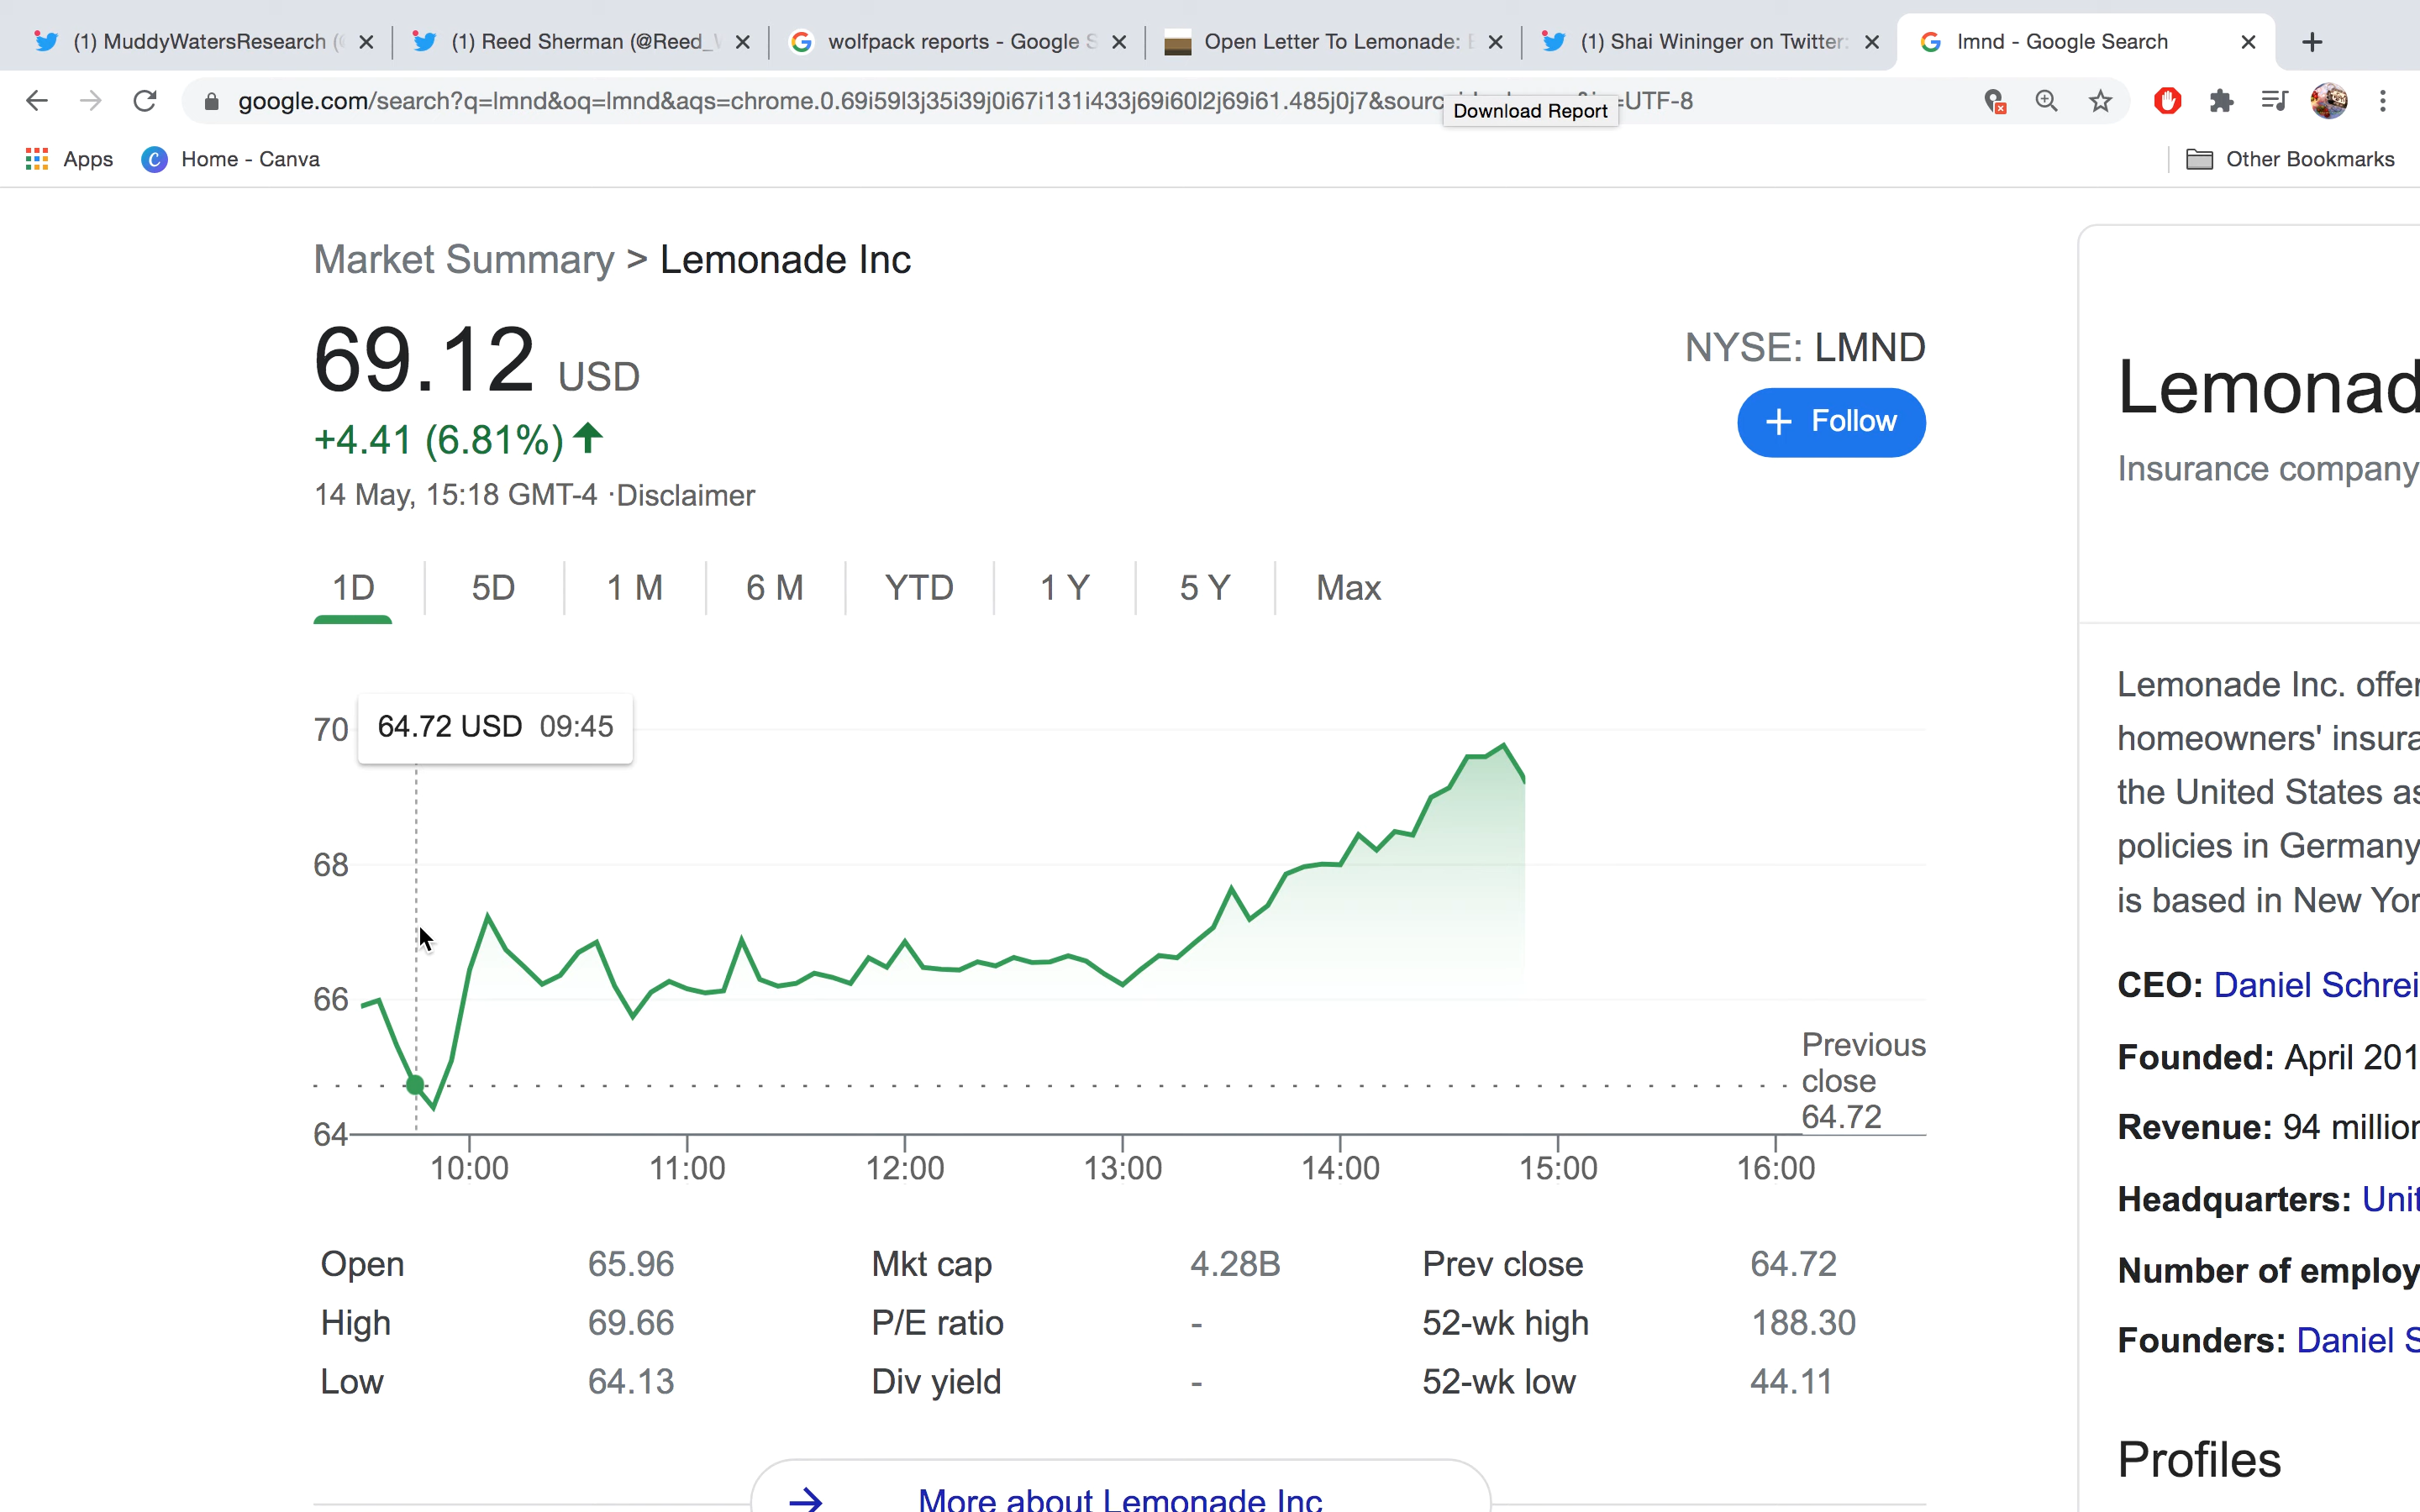 (1) MuddyWatersResearch (
(1) Reed Sherman (@Reed_
wolfpack reports - Google S
Open Letter To Lemonade:
(1) Shai Wininger on Twitter:
lmnd - Google Search
google.com/search?q=lmnd&oq=lmnd&aqs=chrome.0.69i59l3j35i39j0i67i131i433j69i60l2j69i61.485j0j7&sourc
=UTF-8
Download Report
Apps
Home - Canva
Other Bookmarks
Market Summary > Lemonade Inc
69.12 USD
+4.41 (6.81%)
14 May, 15:18 GMT-4 ·Disclaimer
NYSE: LMND
+ Follow
1D 5D 1 M 6 M YTD 1 Y 5 Y Max
64.72 USD 09:45
70
68
66
64
Previous
close
64.72
10:00 11:00 12:00 13:00 14:00 15:00 16:00
Open 65.96 Mkt cap 4.28B Prev close 64.72
High 69.66 P/E ratio - 52-wk high 188.30
Low 64.13 Div yield - 52-wk low 44.11
More about Lemonade Inc
Lemonad
Insurance company
Lemonade Inc. offer
homeowners' insura
the United States as
policies in Germany
is based in New Yor
CEO: Daniel Schrei
Founded: April 201
Revenue: 94 million
Headquarters: Unit
Number of employ
Founders: Daniel S
Profiles